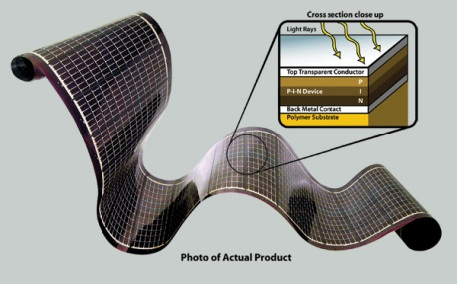 Cross section close up
Light Rays
Top Transparent Conductor
P
P-I-N Device I
N
Back Metal Contact
Polymer Substrate
Photo of Actual Product